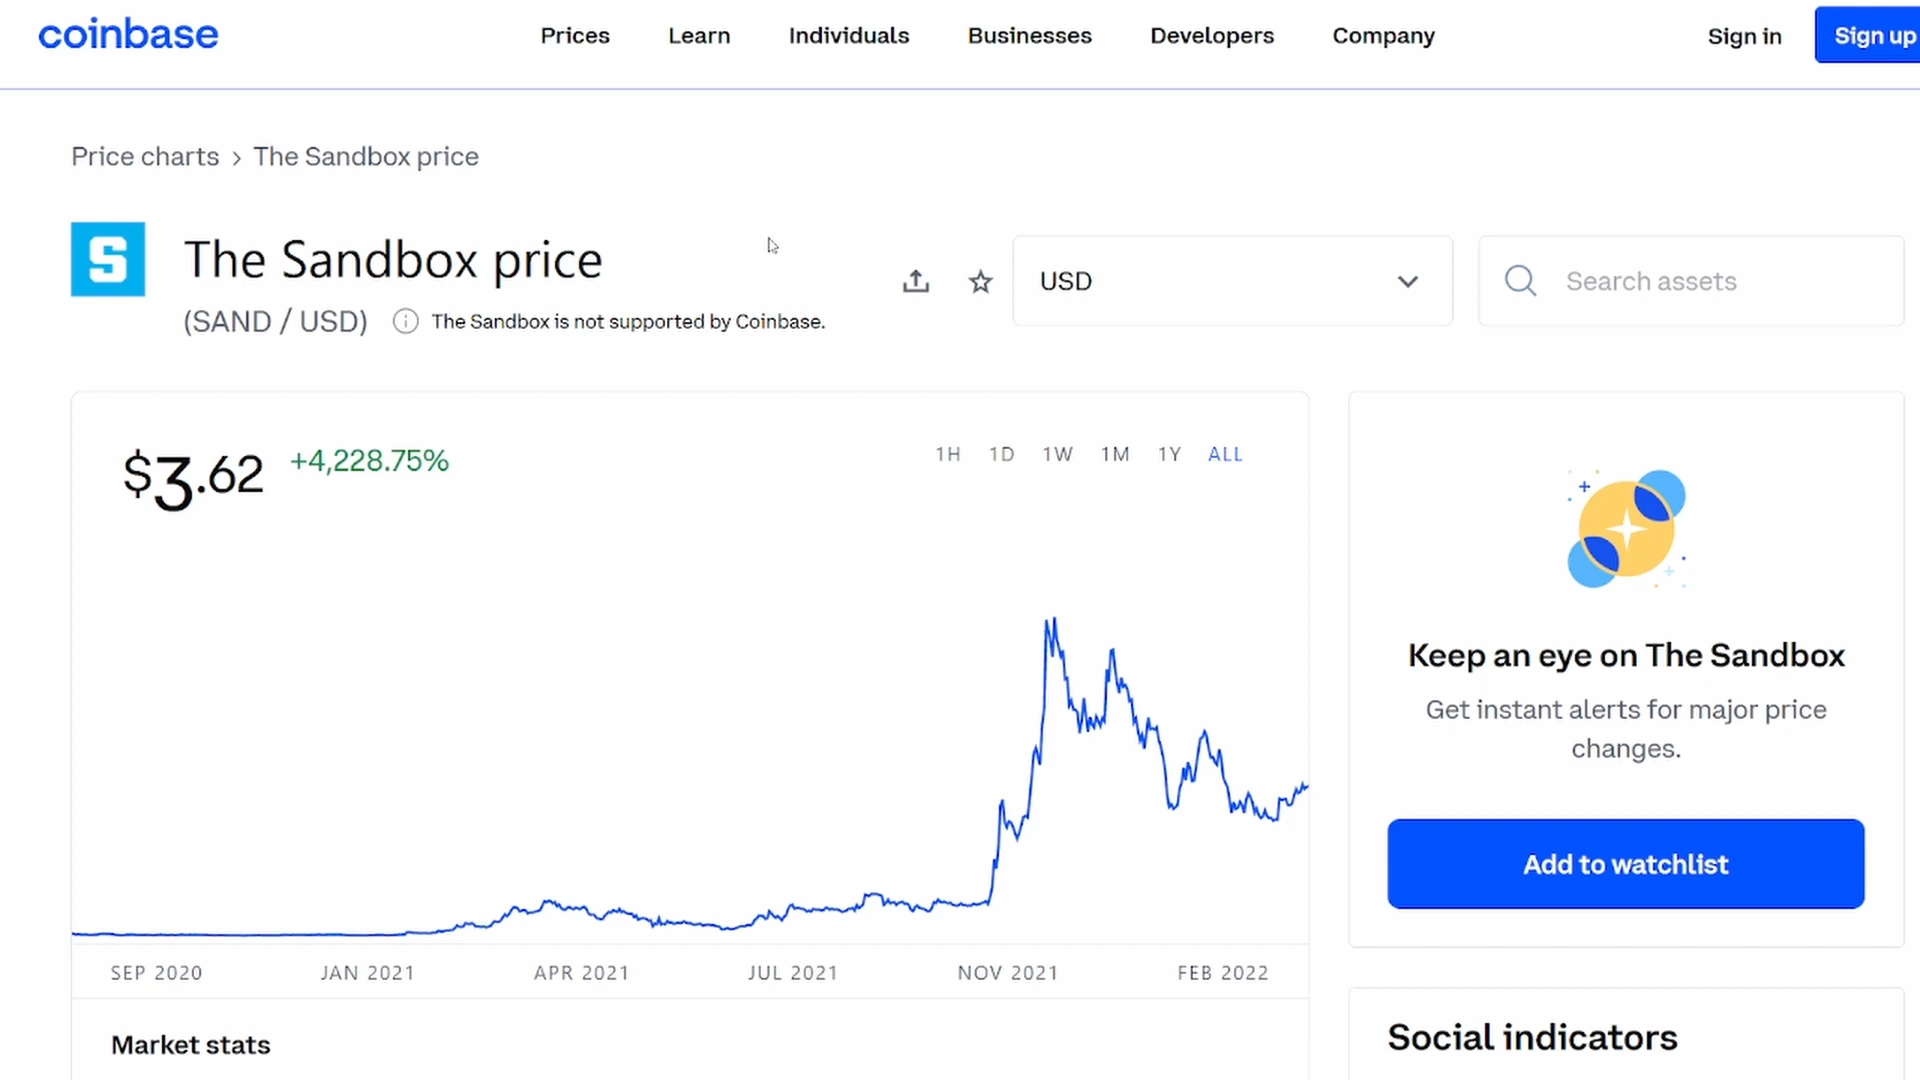 coinbase
Prices Learn Individuals Businesses Developers Company
Sign in Sign up
Price charts > The Sandbox price
S
The Sandbox price
(SAND / USD) The Sandbox is not supported by Coinbase.
USD
Search assets
$3.62 +4,228.75%
1H 1D 1W 1M 1Y ALL
SEP 2020 JAN 2021 APR 2021 JUL 2021 NOV 2021 FEB 2022
Market stats
Keep an eye on The Sandbox
Get instant alerts for major price
changes.
Add to watchlist
Social indicators